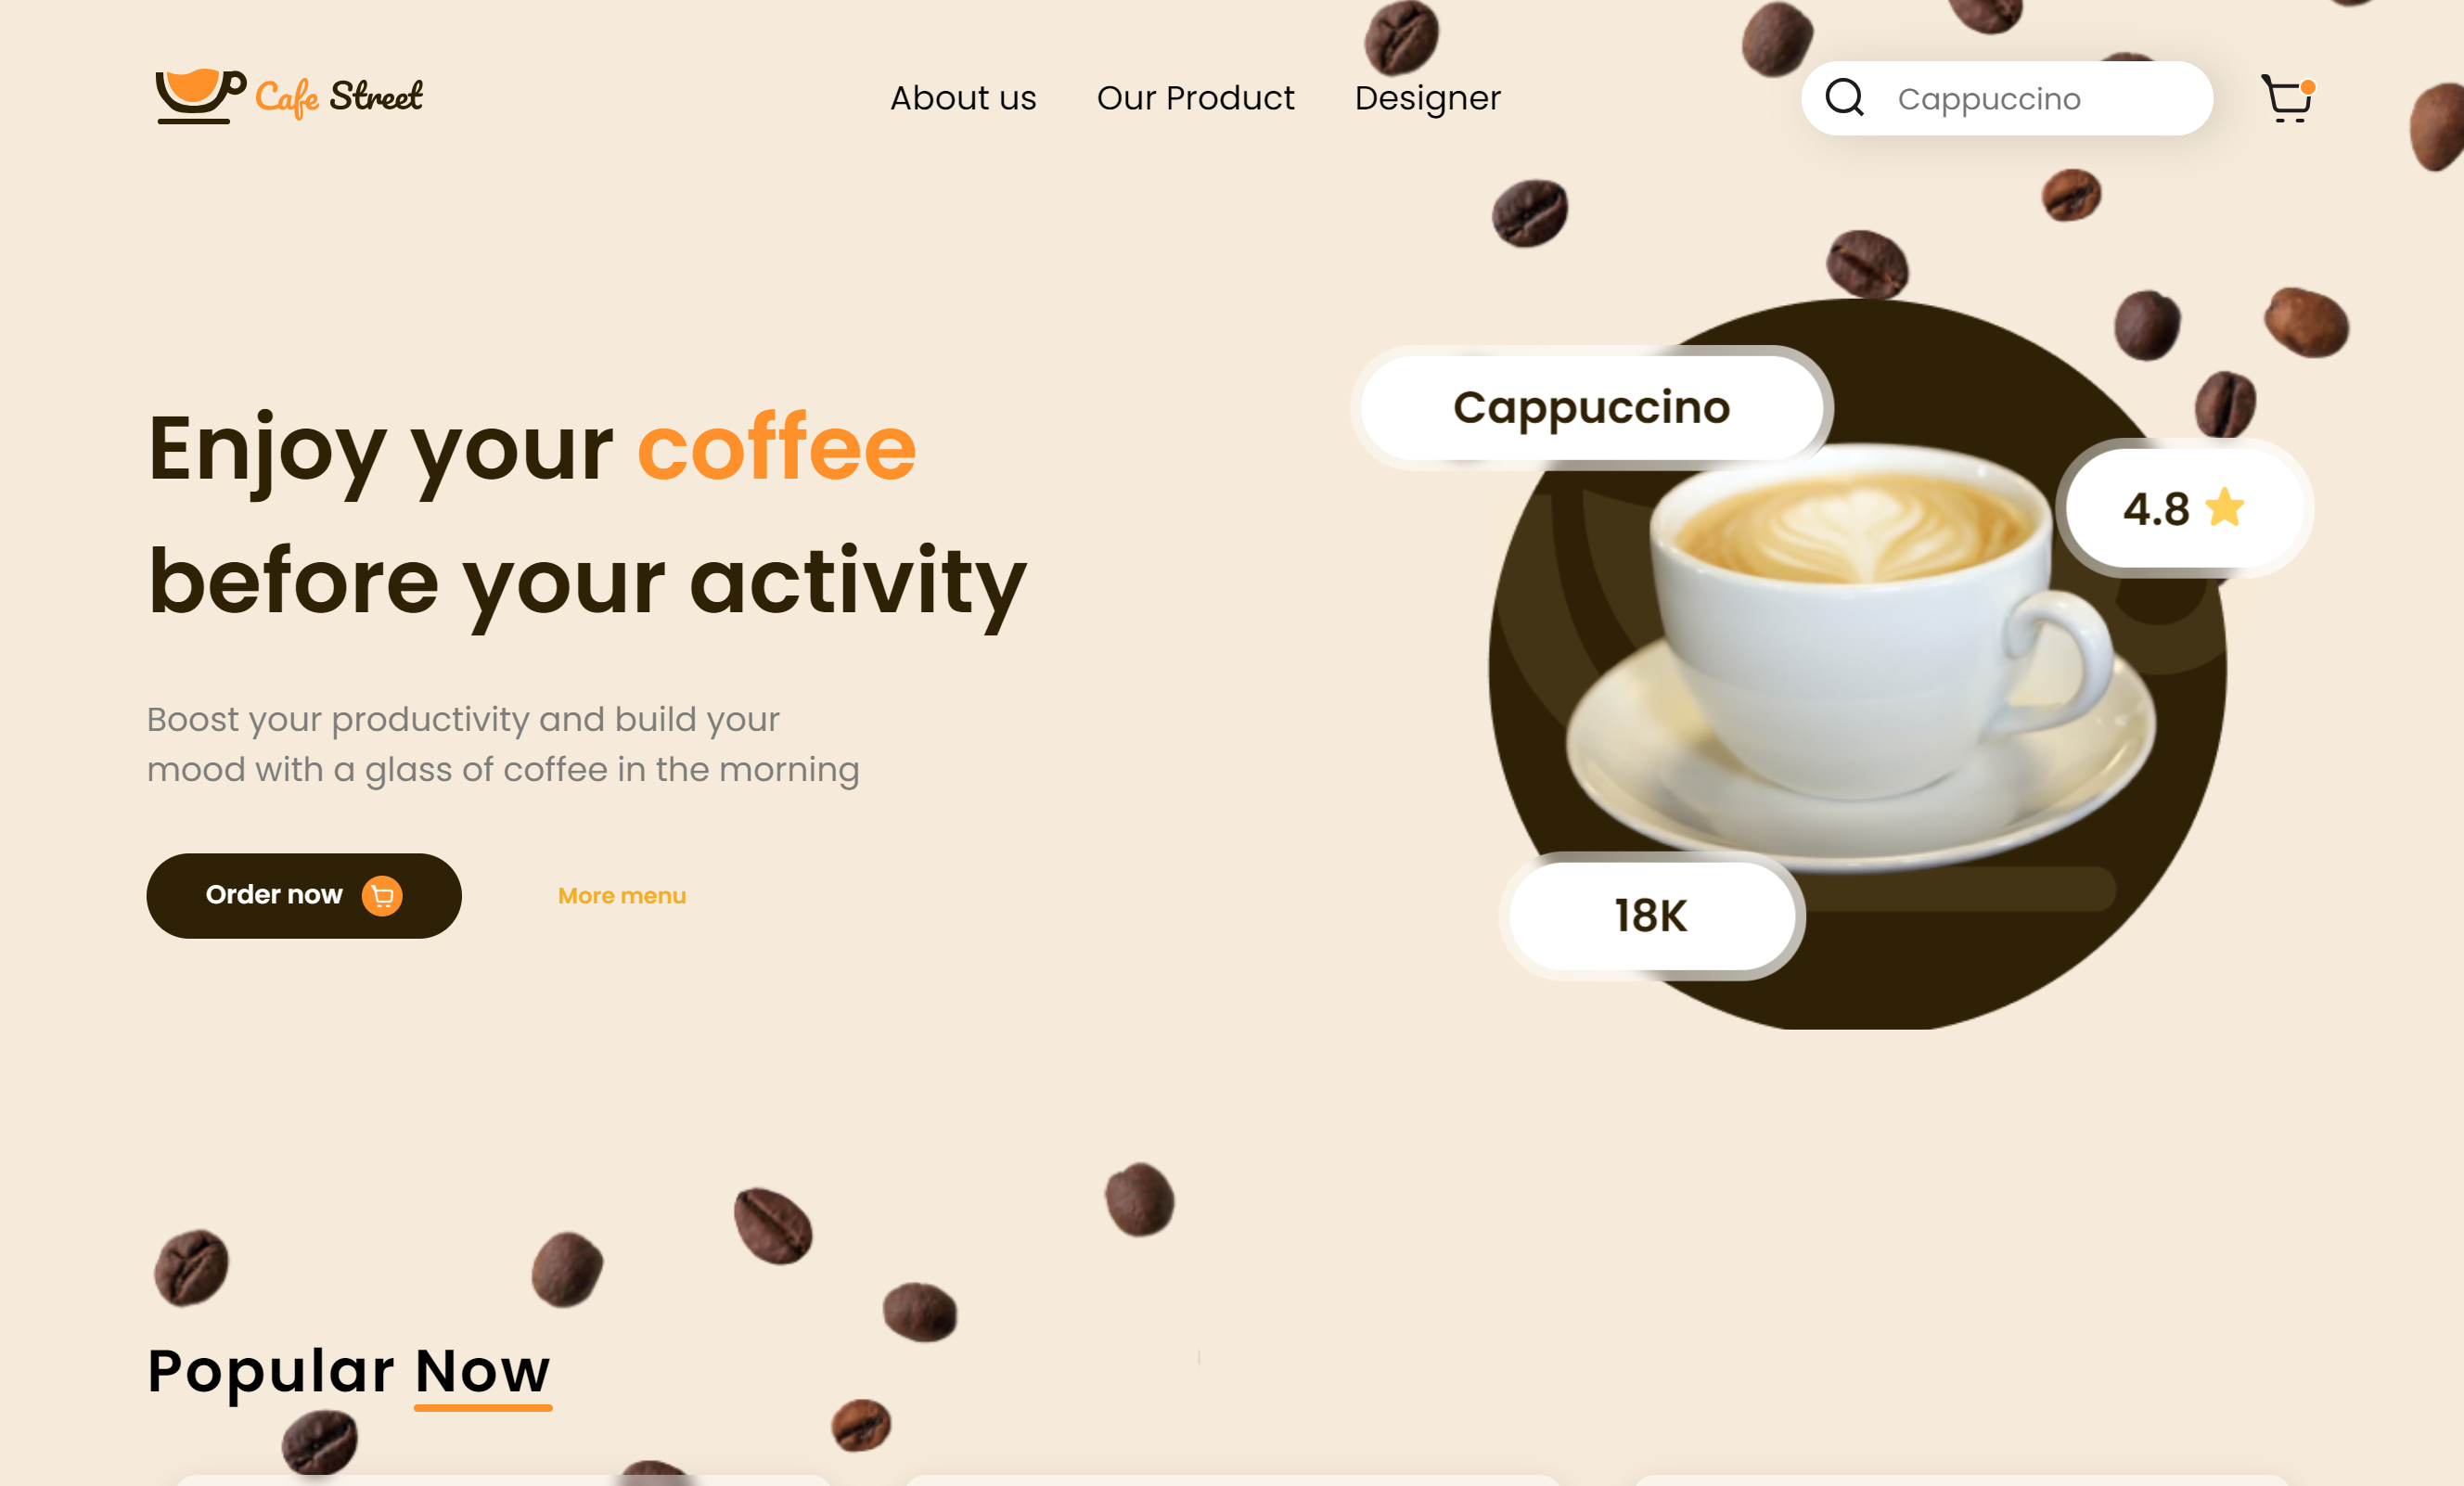 Cafe Street
About us
Our Product
Designer
Cappuccino
Enjoy your coffee
before your activity
Boost your productivity and build your
mood with a glass of coffee in the morning
Order now
More menu
Cappuccino
4.8
18K
Popular Now